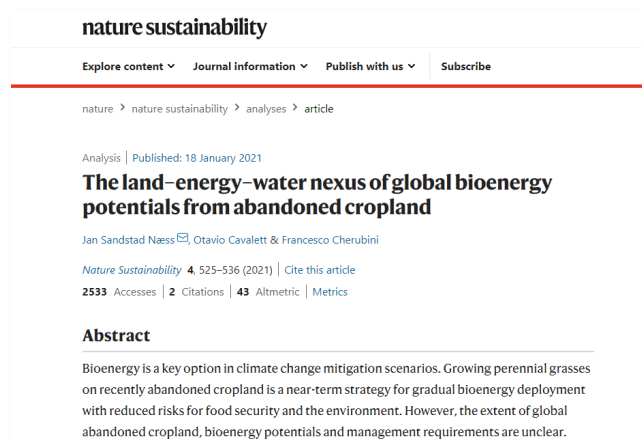 nature sustainability
Explore content Journal information Publish with us Subscribe
nature > nature sustainability > analyses > article
Analysis | Published: 18 January 2021
The land–energy–water nexus of global bioenergy
potentials from abandoned cropland
Jan Sandstad Næss, Otavio Cavalett & Francesco Cherubini
Nature Sustainability 4, 525–536 (2021) | Cite this article
2533 Accesses | 2 Citations | 43 Altmetric | Metrics
Abstract
Bioenergy is a key option in climate change mitigation scenarios. Growing perennial grasses
on recently abandoned cropland is a near-term strategy for gradual bioenergy deployment
with reduced risks for food security and the environment. However, the extent of global
abandoned cropland, bioenergy potentials and management requirements are unclear.